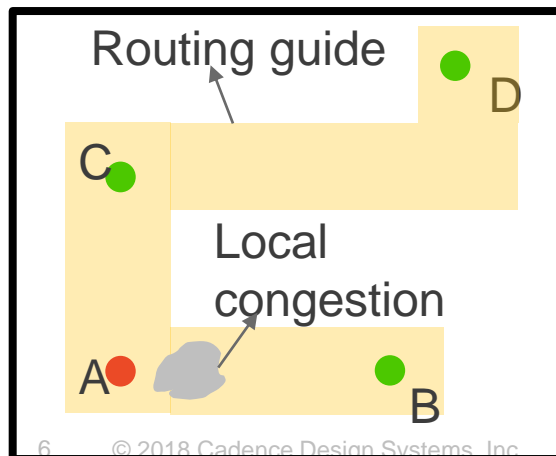 Routing guide
D
C
Local
congestion
A
B
6 © 2018 Cadence Design Systems, Inc